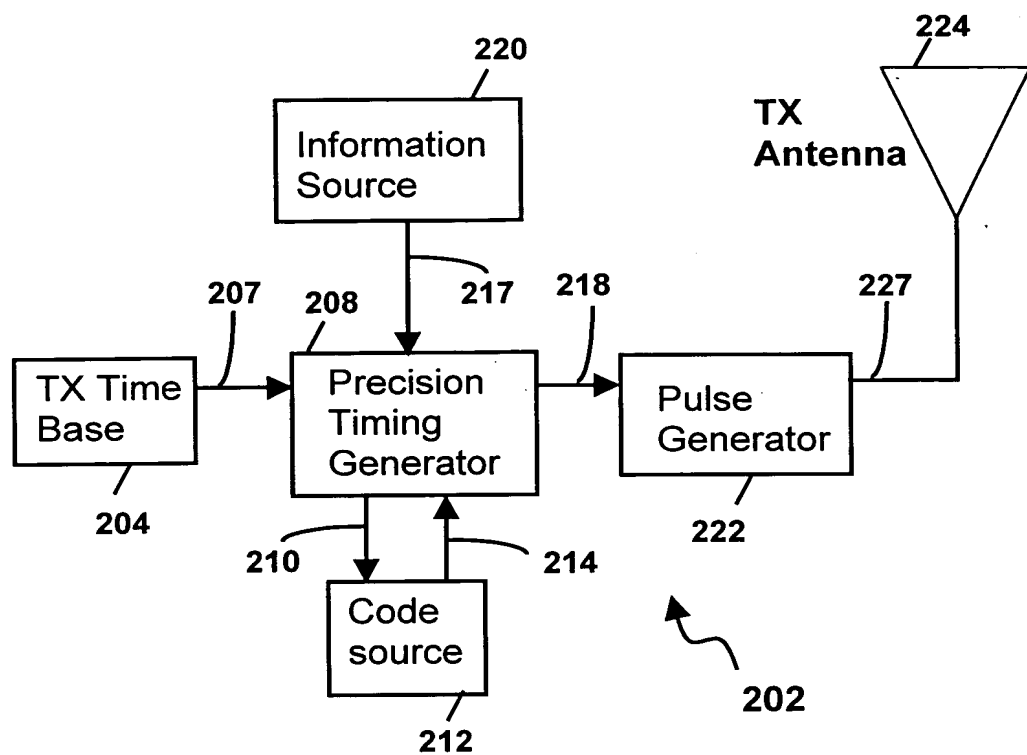 224
220
TX
Antenna
Information
Source
207
208
217
218
227
TX Time
Base
Precision
Timing
Generator
Pulse
Generator
204
210
214
222
Code
source
202
212